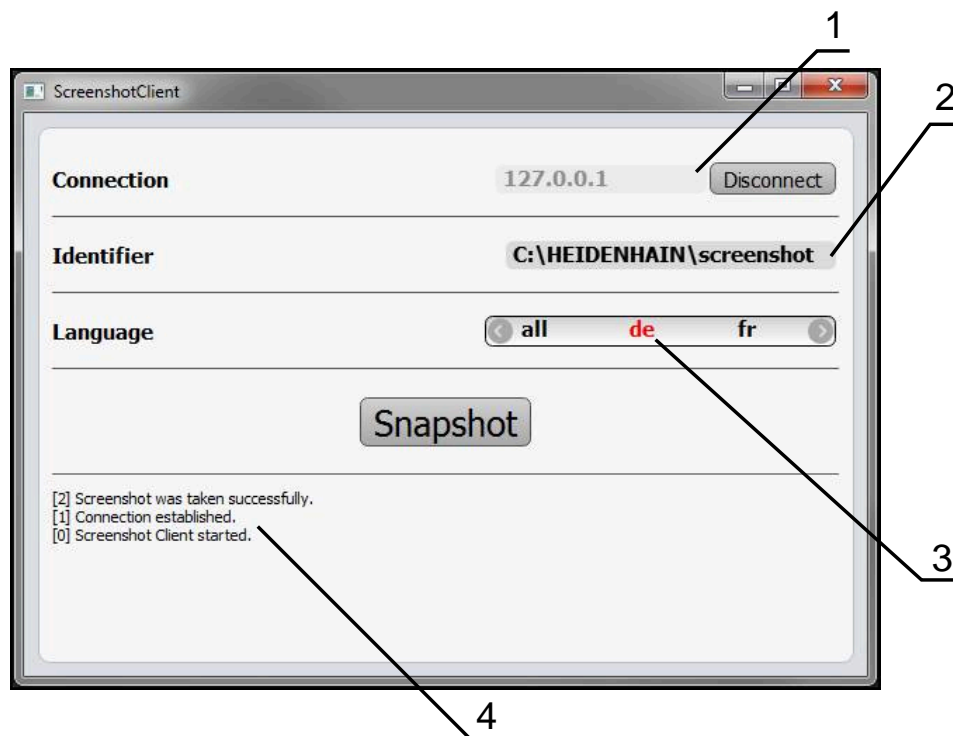 1
ScreenshotClient
2
Connection 127.0.0.1 Disconnect
Identifier C:\HEIDENHAIN\screenshot
Language all de fr
Snapshot
[2] Screenshot was taken successfully.
[1] Connection established.
[0] Screenshot Client started.
3
4